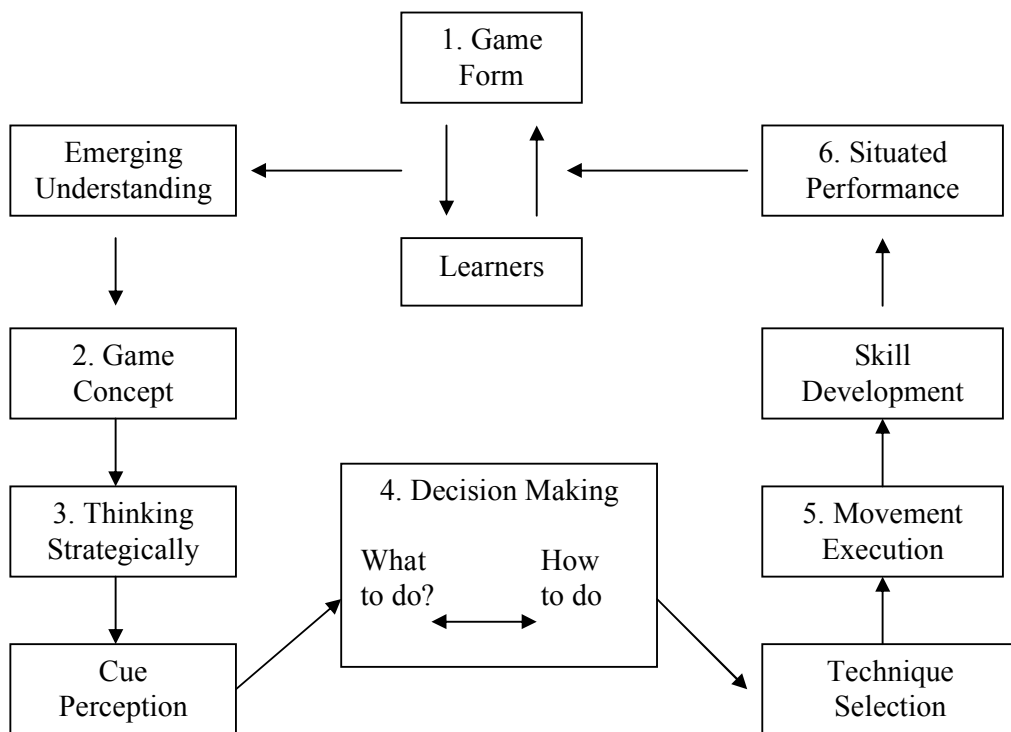 1. Game
Form
Emerging
Understanding
6. Situated
Performance
Learners
2. Game
Concept
Skill
Development
3. Thinking
Strategically
4. Decision Making
What
to do?
How
to do
5. Movement
Execution
Cue
Perception
Technique
Selection